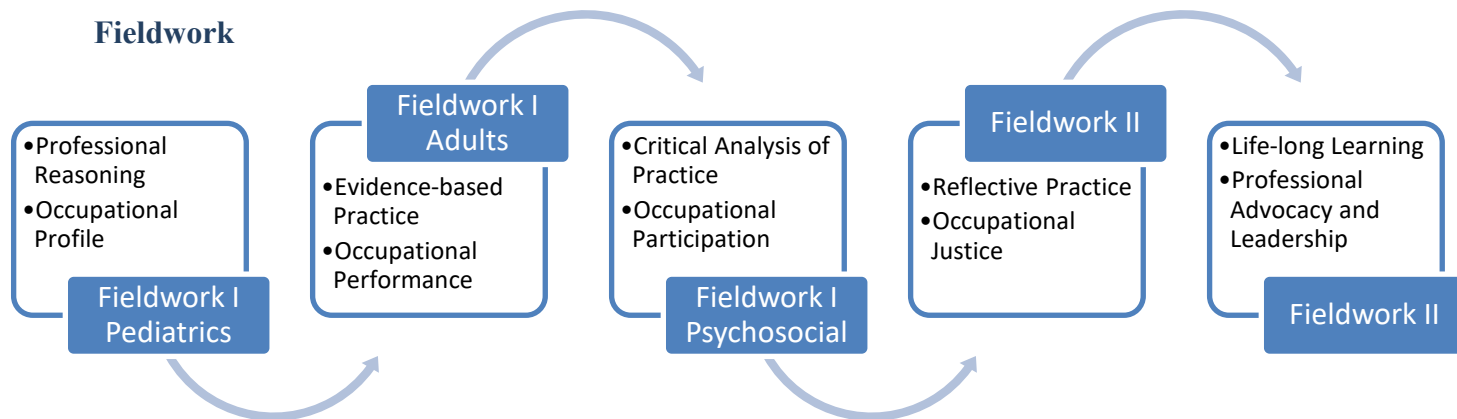 Fieldwork
•Professional
Reasoning
•Occupational
Profile
Fieldwork I
Pediatrics
Fieldwork I
Adults
•Evidence-based
Practice
•Occupational
Performance
•Critical Analysis of
Practice
•Occupational
Participation
Fieldwork I
Psychosocial
Fieldwork II
•Reflective Practice
•Occupational
Justice
•Life-long Learning
•Professional
Advocacy and
Leadership
Fieldwork II